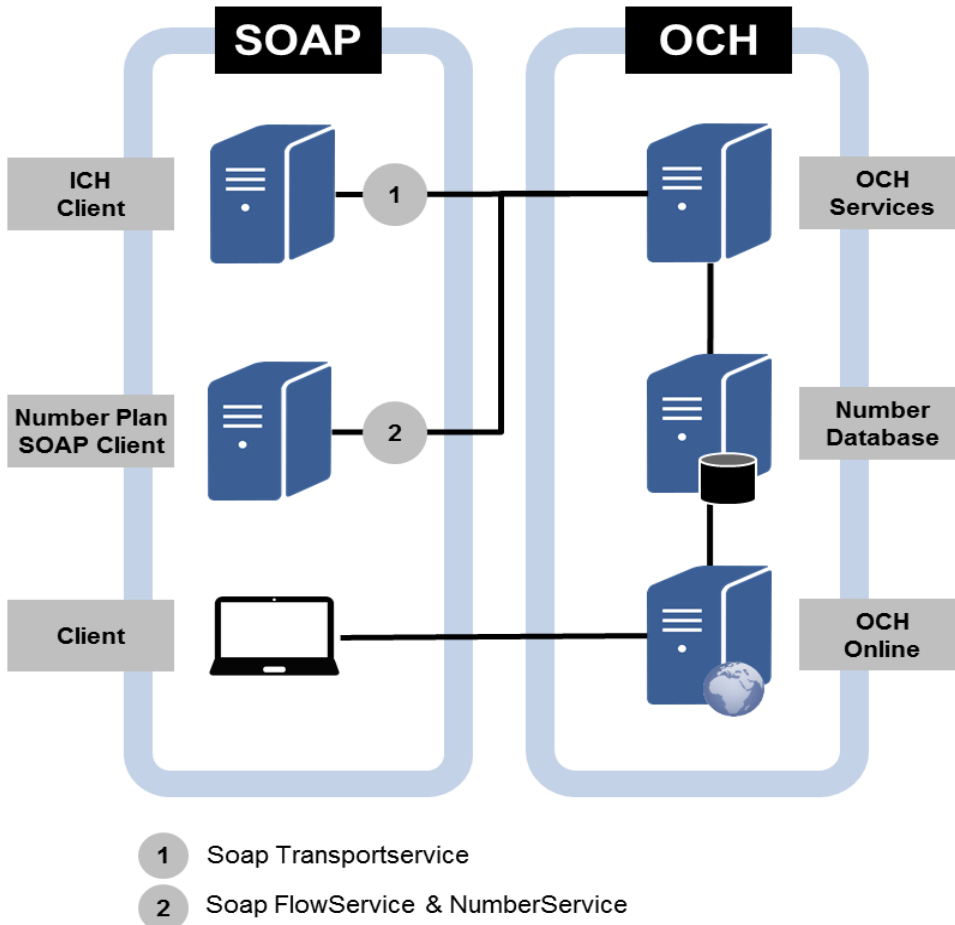 SOAP
OCH
ICH
Client
1
OCH
Services
Number Plan
SOAP Client
2
Number
Database
Client
OCH
Online
1 Soap Transportservice
2 Soap FlowService & NumberService